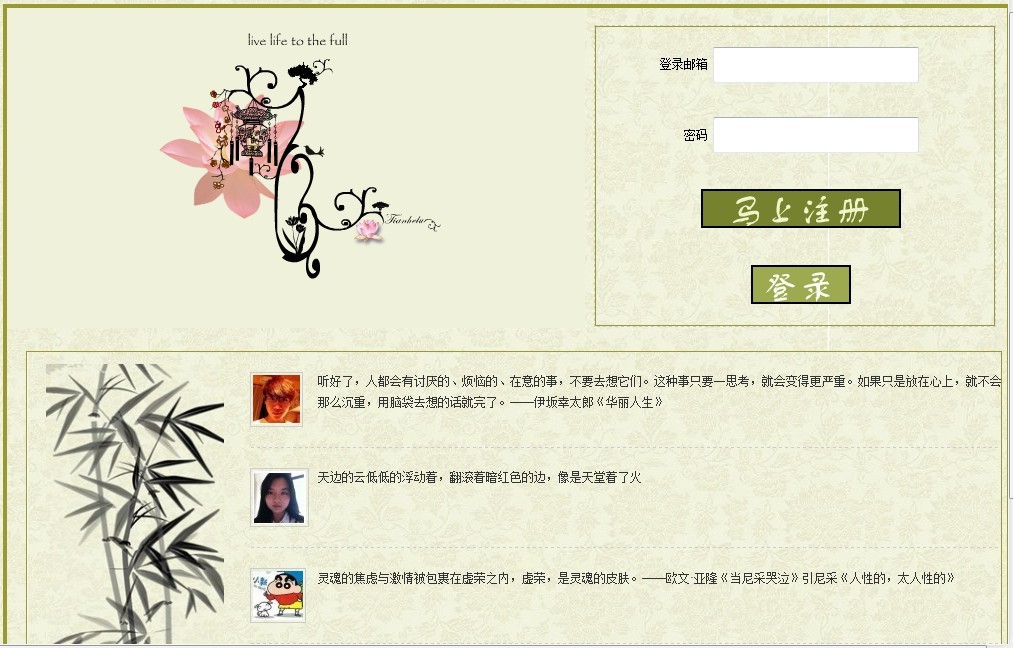 live life to the full
登录邮箱
密码
马上注册
登录
Tianhelu
听好了，人都会有讨厌的、烦恼的、在意的事，不要去想它们。这种事只要一思考，就会变得更严重。如果只是放在心上，就不会
那么沉重，用脑袋去想的话就完了。——伊坂幸太郎《华丽人生》
天边的云低低的浮动着，翻滚着暗红色的边，像是天堂着了火
灵魂的焦虑与激情被包裹在虚荣之内，虚荣，是灵魂的皮肤。——欧文·亚隆《当尼采哭泣》引尼采《人性的，太人性的》